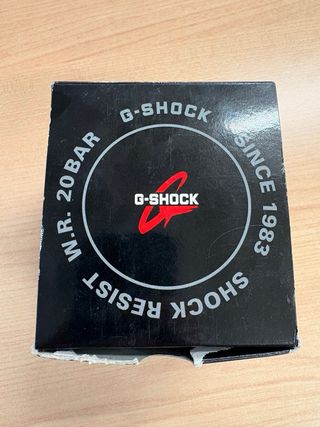 G-SHOCK
SINCE 1983
SHOCK RESIST
W.R. 20BAR
G-SHOCK